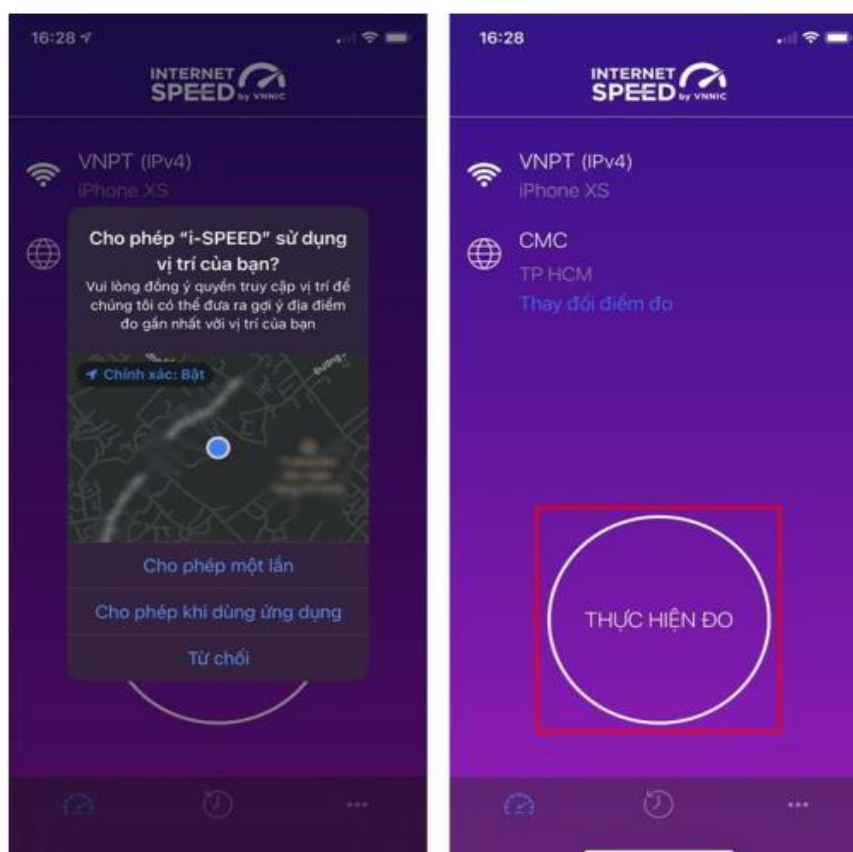 16:28
INTERNET
SPEED by VNNIC
VNPT (IPv4)
iPhone XS
Cho phép “i-SPEED” sử dụng
vị trí của bạn?
Vui lòng đồng ý quyền truy cập vị trí để
chúng tôi có thể đưa ra gợi ý địa điểm
đo gần nhất với vị trí của bạn
Chính xác: Bật
Đường
Cho phép một lần
Cho phép khi dùng ứng dụng
Từ chối
16:28
INTERNET
SPEED by VNNIC
VNPT (IPv4)
iPhone XS
CMC
TP HCM
Thay đổi điểm đo
THỰC HIỆN ĐO